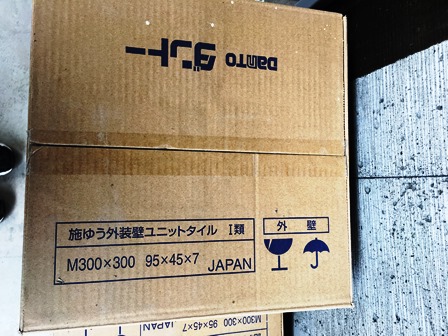 DANTO ダントー
施ゆう外装壁ユニットタイル I類
M300×300 95×45×7 JAPAN
外壁
M300×300 95×45×7 JAPAN